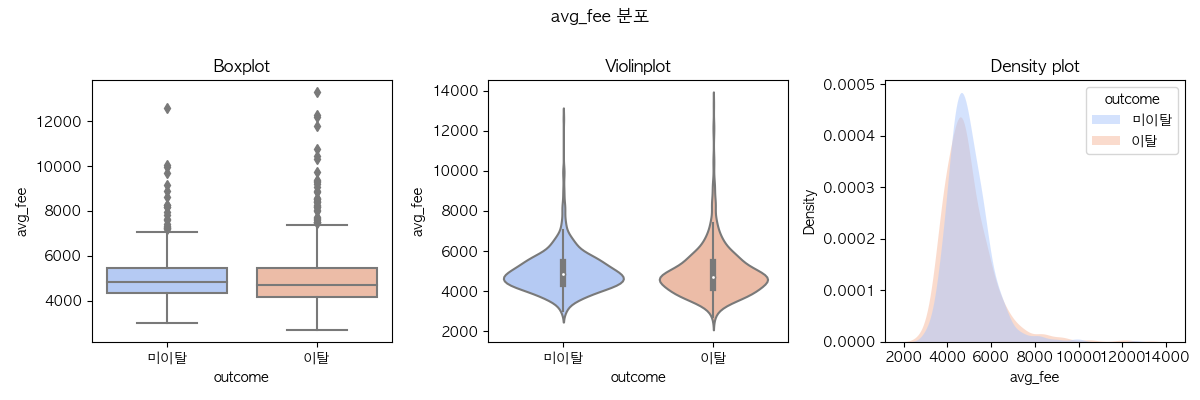 avg_fee 분포
Boxplot
avg_fee
12000
10000
8000
6000
4000
미이탈 이탈
outcome
Violinplot
avg_fee
14000
12000
10000
8000
6000
4000
2000
미이탈 이탈
outcome
Density plot
Density
0.0005
0.0004
0.0003
0.0002
0.0001
0.0000
outcome
미이탈
이탈
2000 4000 6000 8000 10000 12000 14000
avg_fee